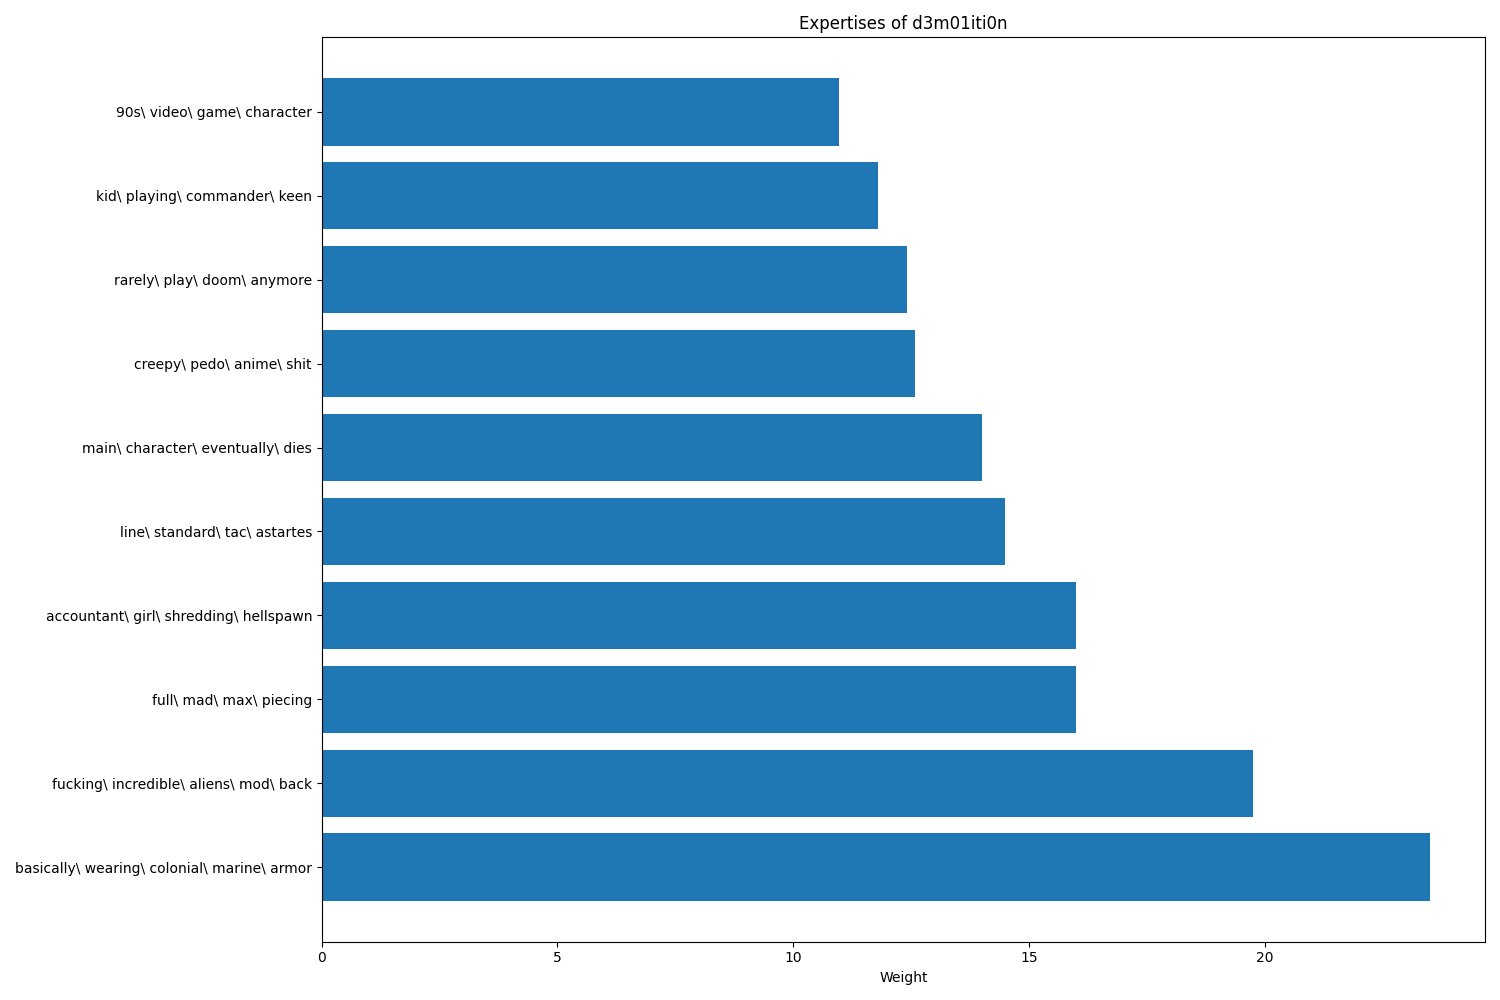 Expertises of d3m01iti0n
90s\ video\ game\ character
kid\ playing\ commander\ keen
rarely\ play\ doom\ anymore
creepy\ pedo\ anime\ shit
main\ character\ eventually\ dies
line\ standard\ tac\ astartes
accountant\ girl\ shredding\ hellspawn
full\ mad\ max\ piecing
fucking\ incredible\ aliens\ mod\ back
basically\ wearing\ colonial\ marine\ armor
0 5 10 15 20
Weight